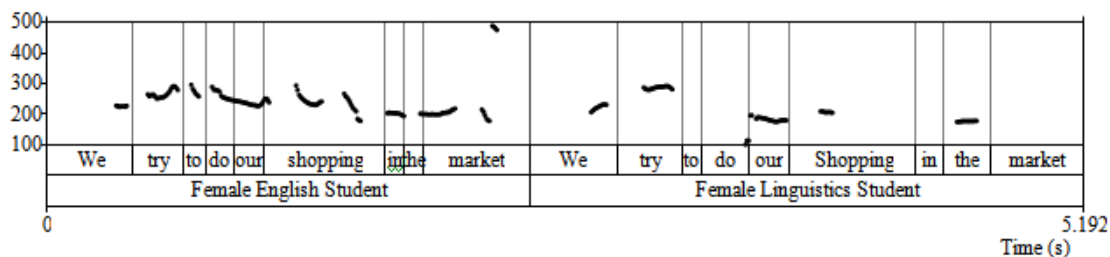 500
400
300
200
100
We try to do our shopping in the market We try to do our Shopping in the market
Female English Student Female Linguistics Student
0 5.192
Time (s)